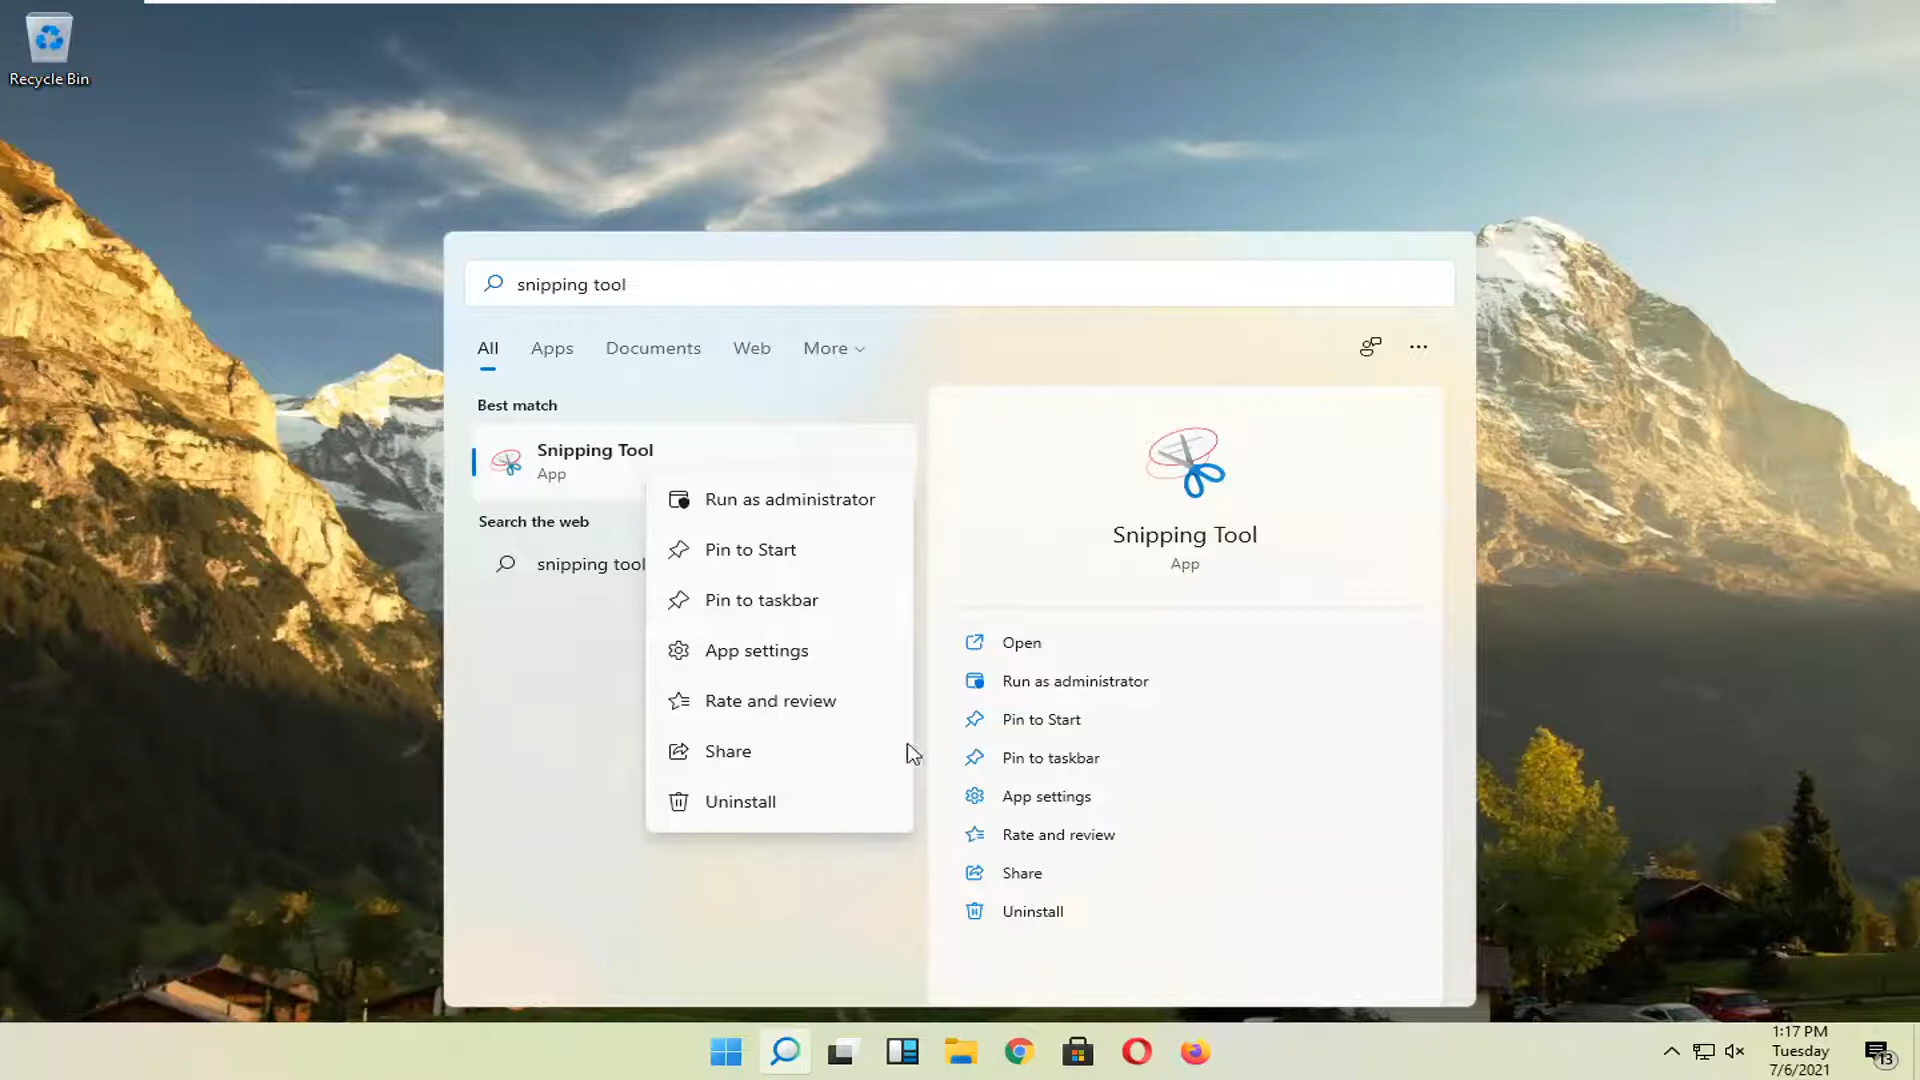 Recycle Bin
snipping tool
All Apps Documents Web More
Best match
Snipping Tool
App
Search the web
snipping tool
Run as administrator
Pin to Start
Pin to taskbar
App settings
Rate and review
Share
Uninstall
Snipping Tool
App
Open
Run as administrator
Pin to Start
Pin to taskbar
App settings
Rate and review
Share
Uninstall
1:17 PM
Tuesday
7/6/2021
13